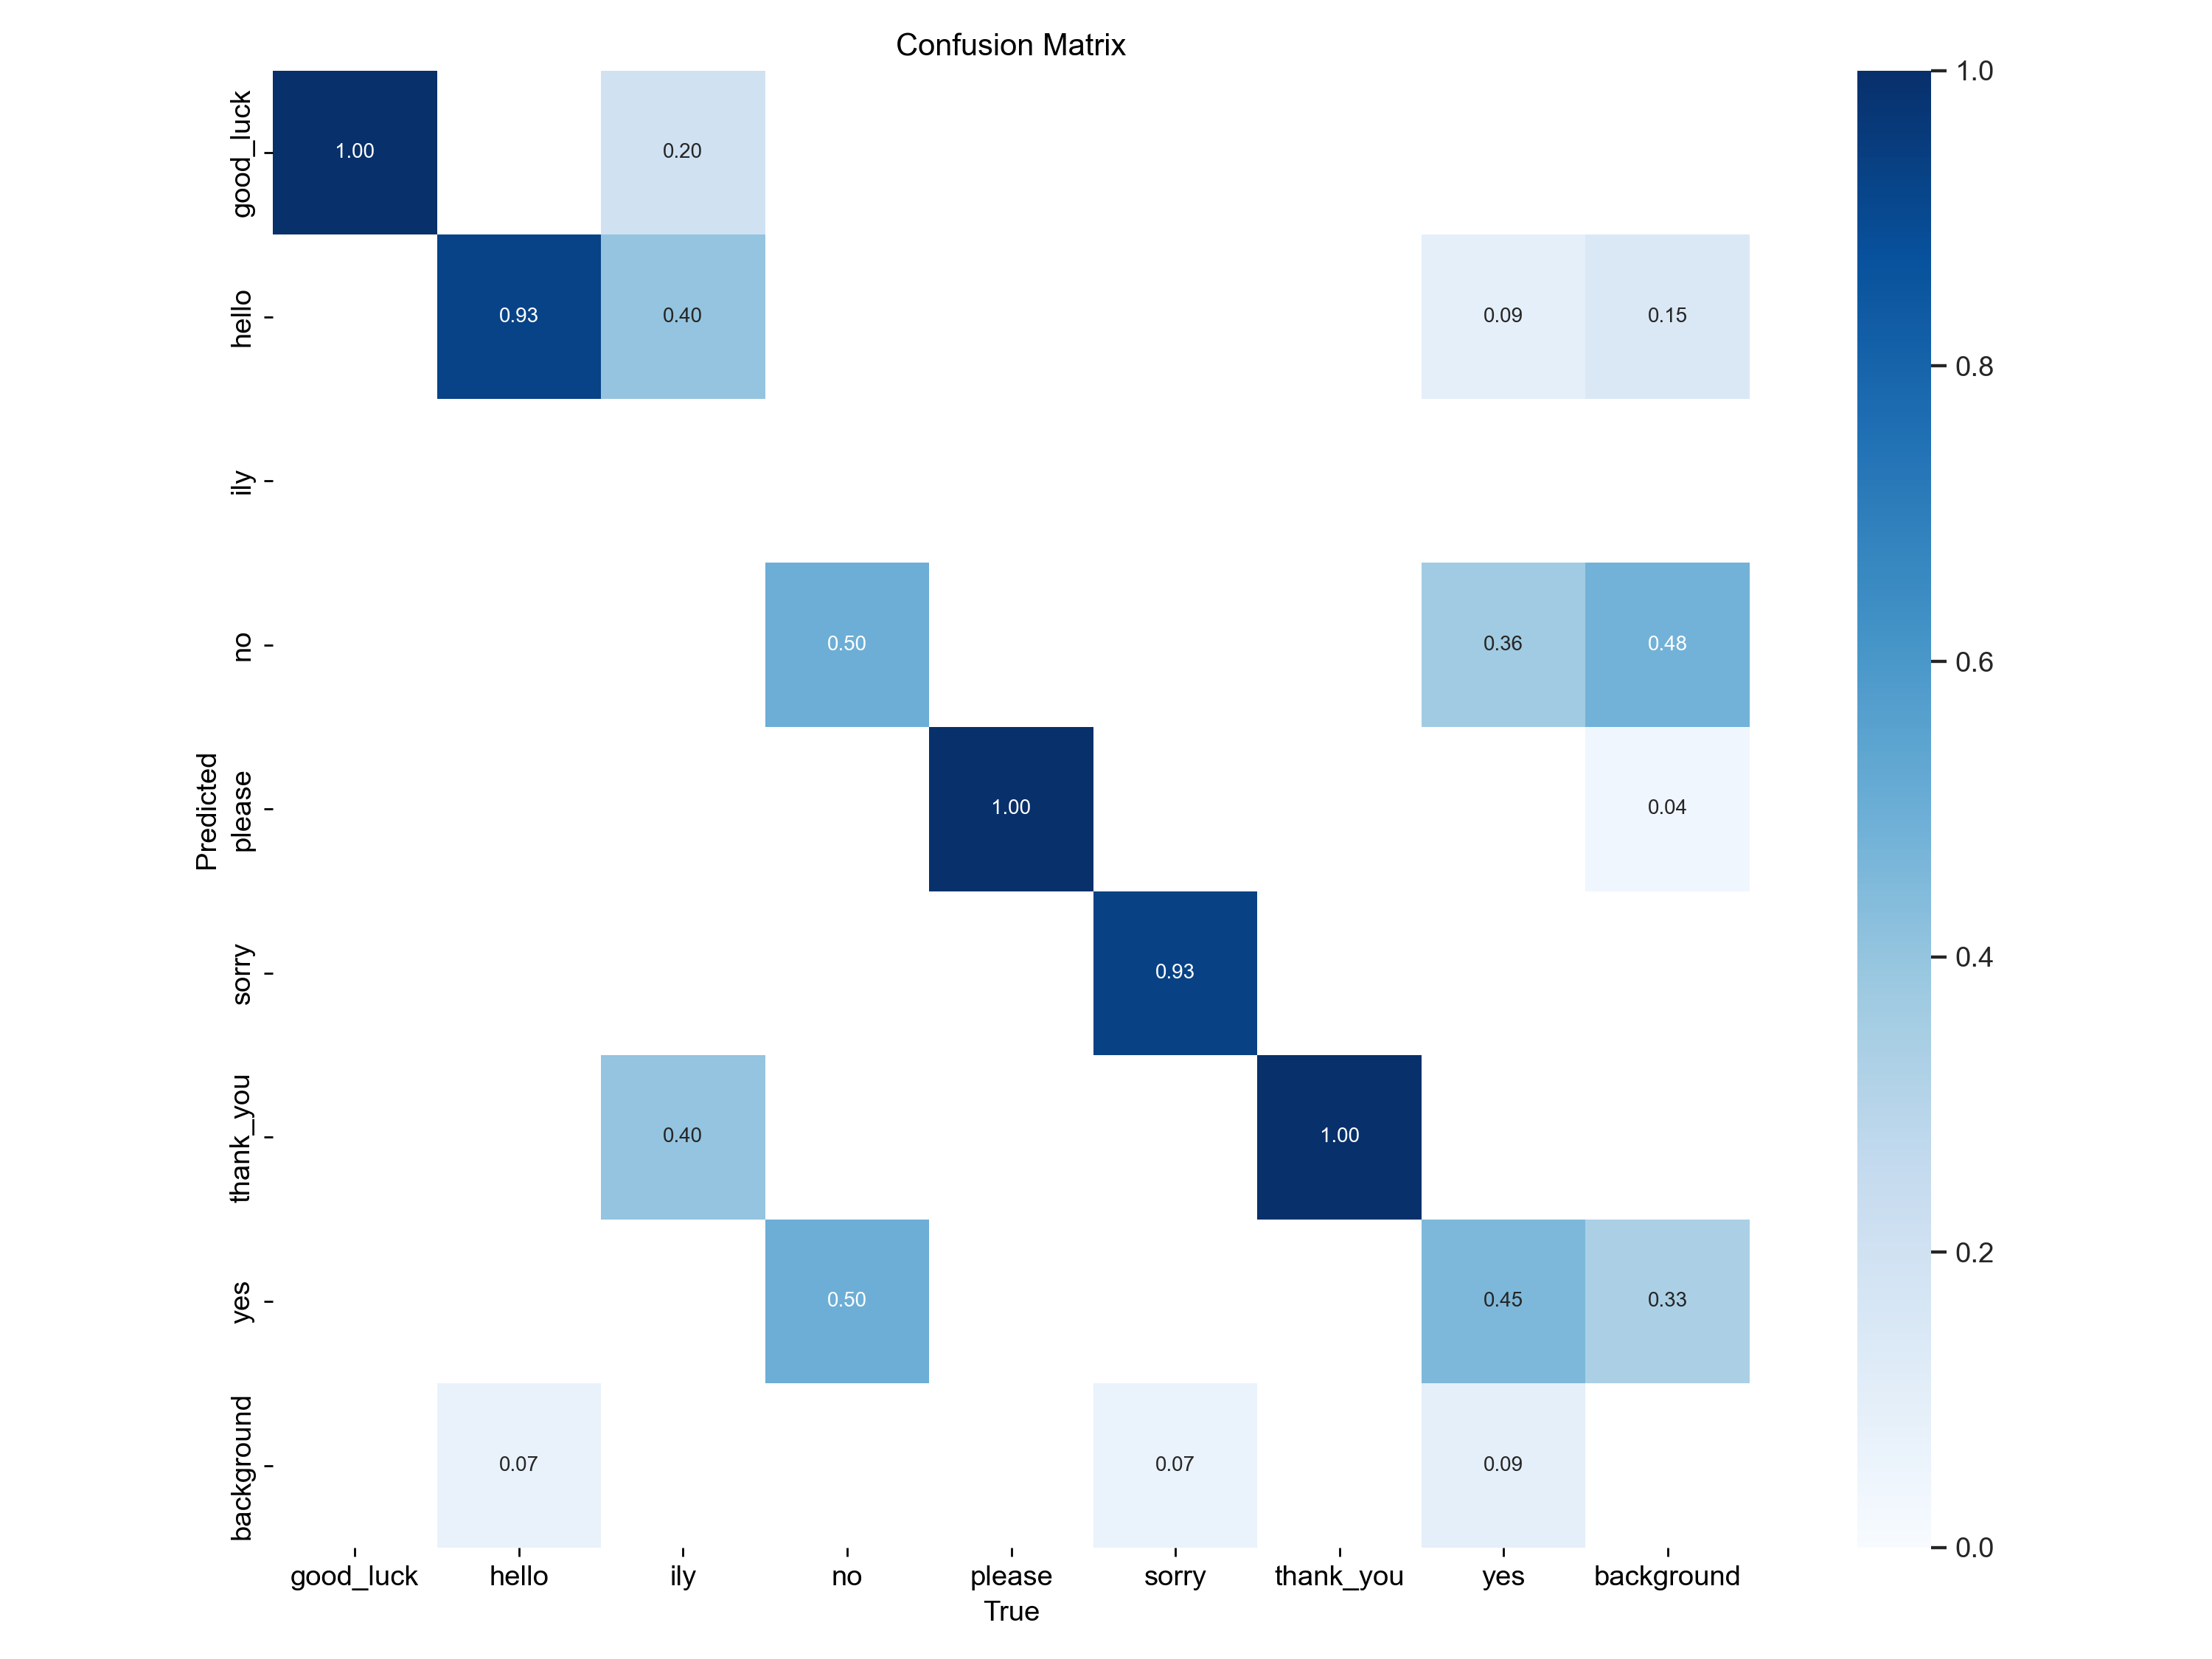 Confusion Matrix
good_luck 1.00 0.20
hello 0.93 0.40 0.09 0.15
ily
no 0.50 0.36 0.48
please 1.00 0.04
sorry 0.93
thank_you 0.40 1.00
yes 0.50 0.45 0.33
background 0.07 0.07 0.09
Predicted
good_luck hello ily no please sorry thank_you yes background
True
1.0
0.8
0.6
0.4
0.2
0.0